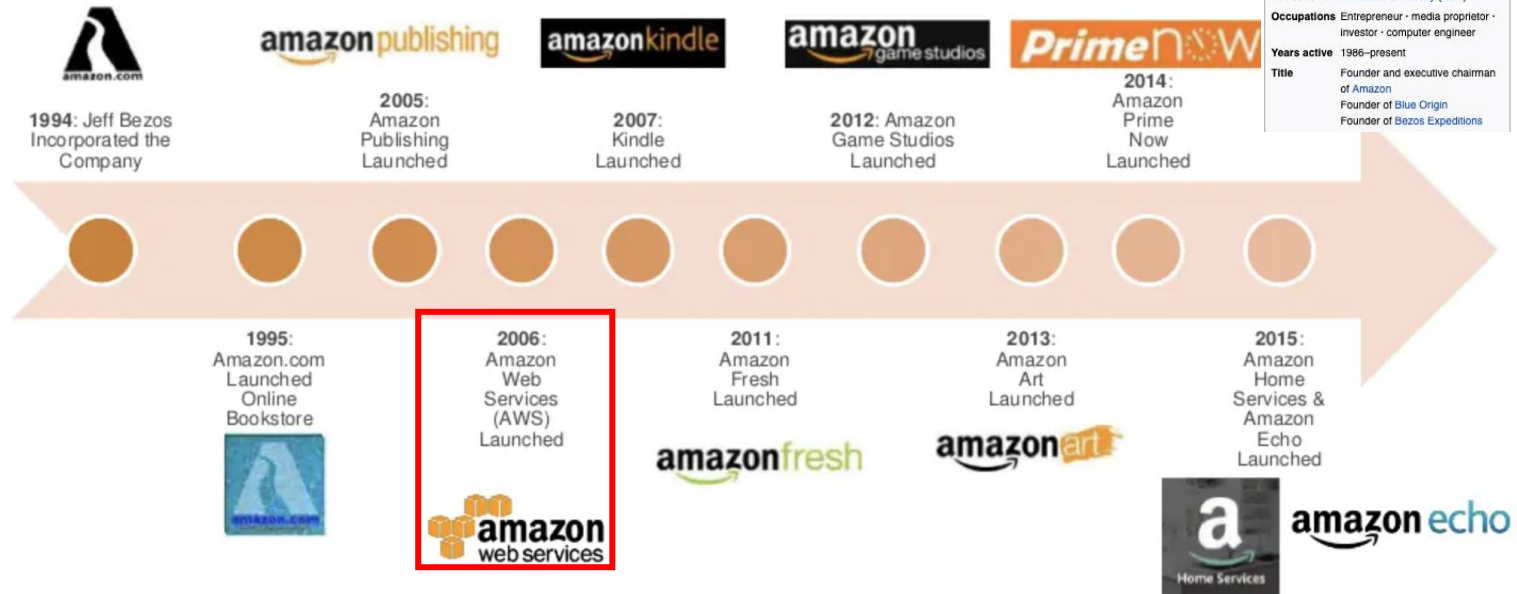 amazon.com
1994: Jeff Bezos
Incorporated the
Company
amazonpublishing
2005:
Amazon
Publishing
Launched
amazonkindle
2007:
Kindle
Launched
amazon
game studios
2012: Amazon
Game Studios
Launched
Prime NOW
2014:
Amazon
Prime
Now
Launched
Occupations Entrepreneur · media proprietor ·
investor · computer engineer
Years active 1986–present
Title Founder and executive chairman
of Amazon
Founder of Blue Origin
Founder of Bezos Expeditions
1995:
Amazon.com
Launched
Online
Bookstore
amazon.com
2006:
Amazon
Web
Services
(AWS)
Launched
amazon
web services
2011:
Amazon
Fresh
Launched
amazonfresh
2013:
Amazon
Art
Launched
amazonart
2015:
Amazon
Home
Services &
Amazon
Echo
Launched
a
Home Services
amazon echo